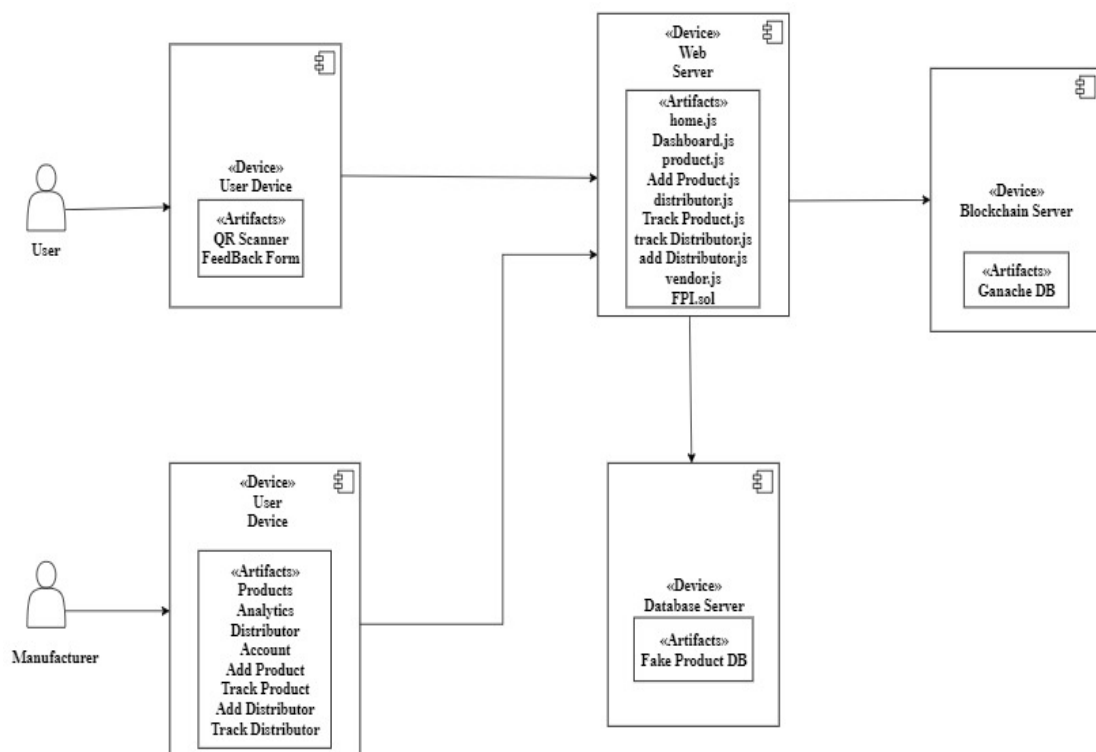 «Device»
User Device
«Artifacts»
QR Scanner
FeedBack Form
User
«Device»
Web
Server
«Artifacts»
home.js
Dashboard.js
product.js
Add Product.js
distributor.js
Track Product.js
track Distributor.js
add Distributor.js
vendor.js
FPI.sol
«Device»
Blockchain Server
«Artifacts»
Ganache DB
«Device»
User
Device
«Artifacts»
Products
Analytics
Distributor
Account
Add Product
Track Product
Add Distributor
Track Distributor
Manufacturer
«Device»
Database Server
«Artifacts»
Fake Product DB